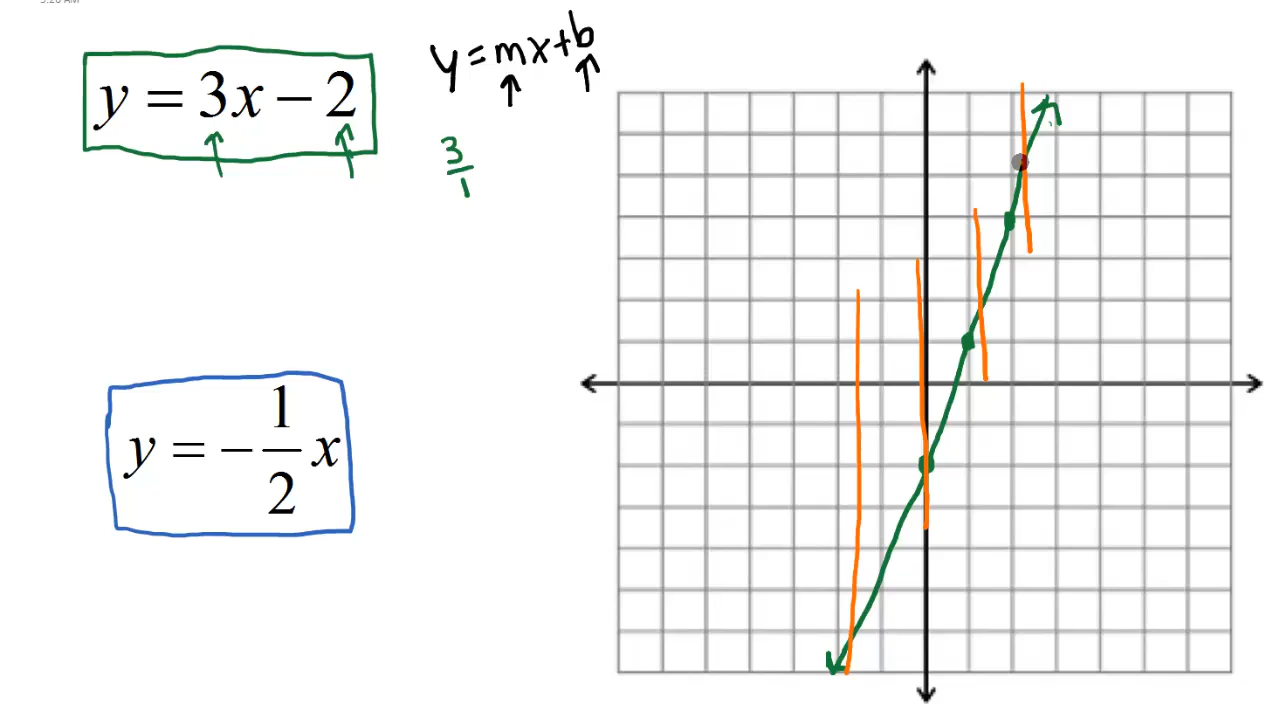 y = 3x − 2
y = mx + b
3/1
y = −1/2 x